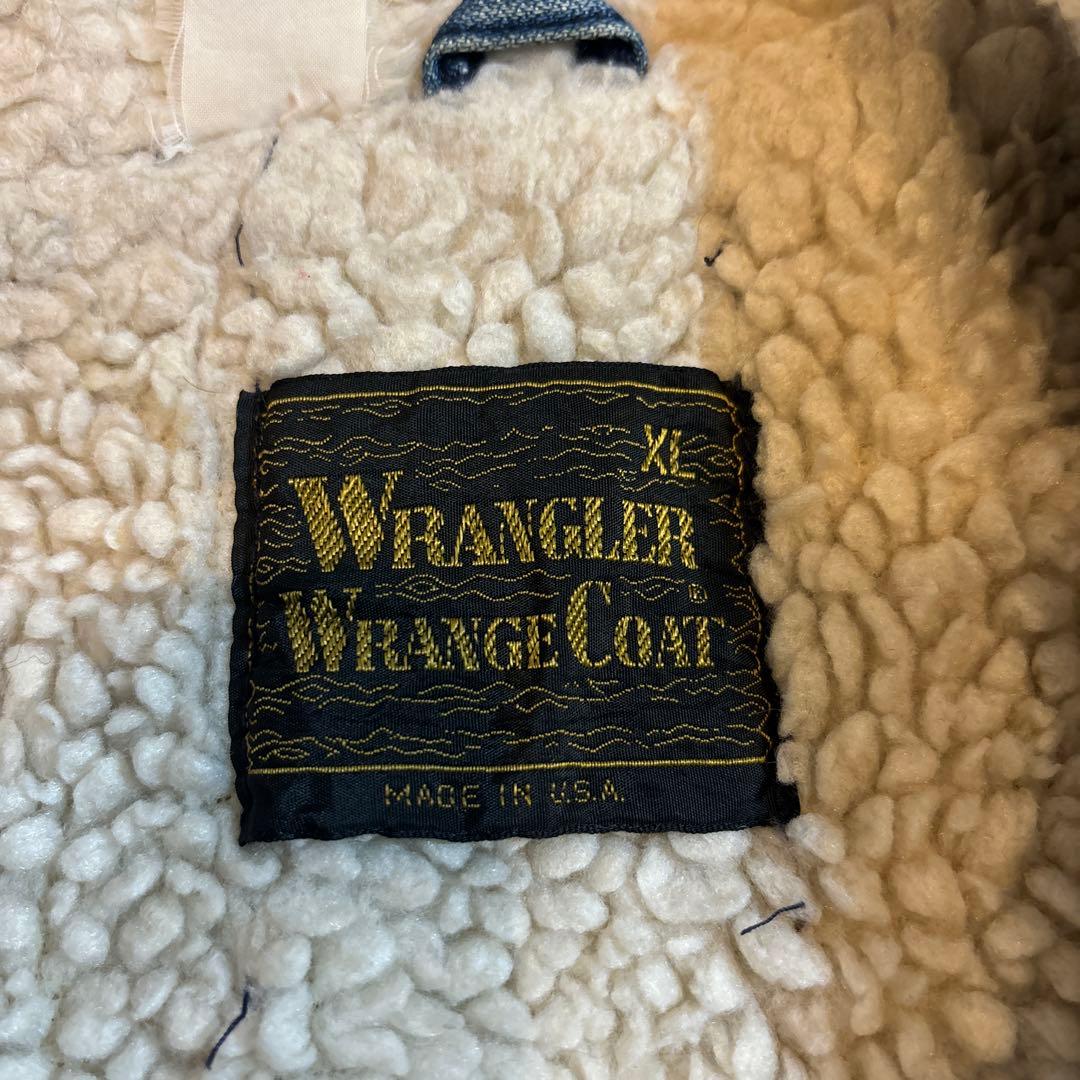 XL
WRANGLER
WRANGE COAT ®
MADE IN U.S.A.